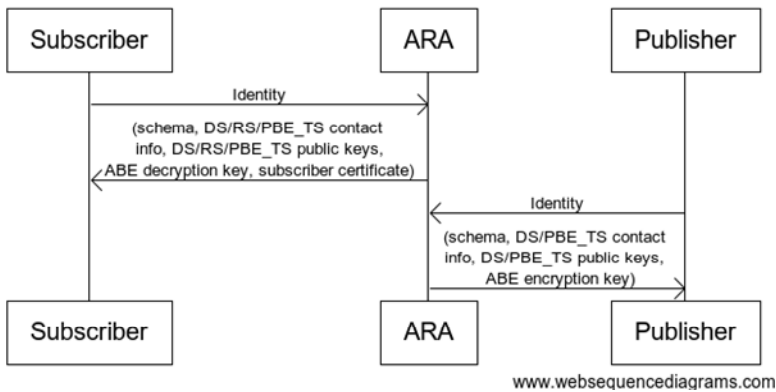 Subscriber
ARA
Publisher
Identity
(schema, DS/RS/PBE_TS contact
info, DS/RS/PBE_TS public keys,
ABE decryption key, subscriber certificate)
Identity
(schema, DS/PBE_TS contact
info, DS/PBE_TS public keys,
ABE encryption key)
Subscriber
ARA
Publisher
www.websequencediagrams.com